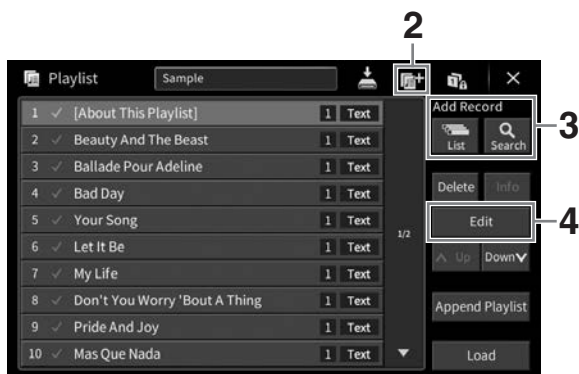 2
Playlist Sample
1 [About This Playlist] 1 Text
2 Beauty And The Beast 1 Text
3 Ballade Pour Adeline 1 Text
4 Bad Day 1 Text
5 Your Song 1 Text
6 Let It Be 1 Text
7 My Life 1 Text
8 Don't You Worry 'Bout A Thing 1 Text
9 Pride And Joy 1 Text
10 Mas Que Nada 1 Text
1/2
Add Record
List Search
3
Delete Info
Edit
4
Up Down
Append Playlist
Load